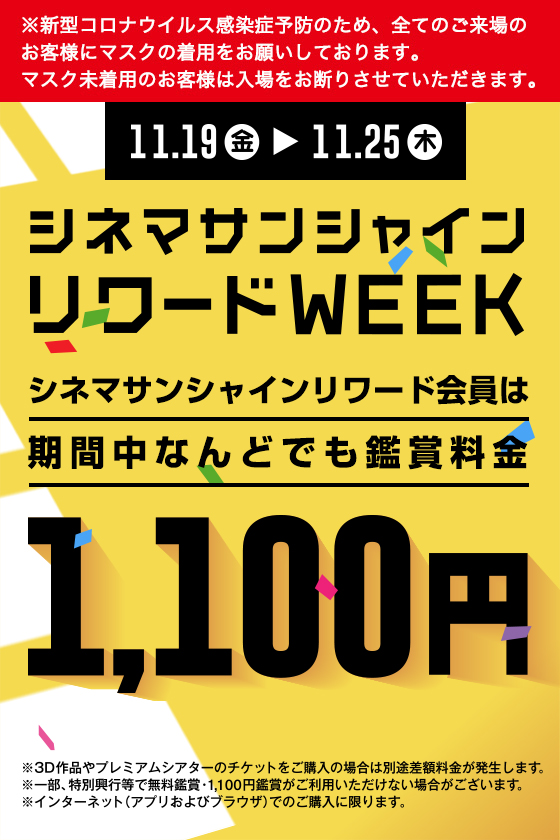 ※新型コロナウイルス感染症予防のため、全てのご来場の
お客様にマスクの着用をお願いしております。
マスク未着用のお客様は入場をお断りさせていただきます。
11.19金▶11.25木
シネマサンシャイン
リワードWEEK
シネマサンシャインリワード会員は
期間中なんどでも鑑賞料金
1,100円
※3D作品やプレミアムシアターのチケットをご購入の場合は別途差額料金が発生します。
※一部、特別興行等で無料鑑賞・1,100円鑑賞がご利用いただけない場合がございます。
※インターネット(アプリおよびブラウザ)でのご購入に限ります。